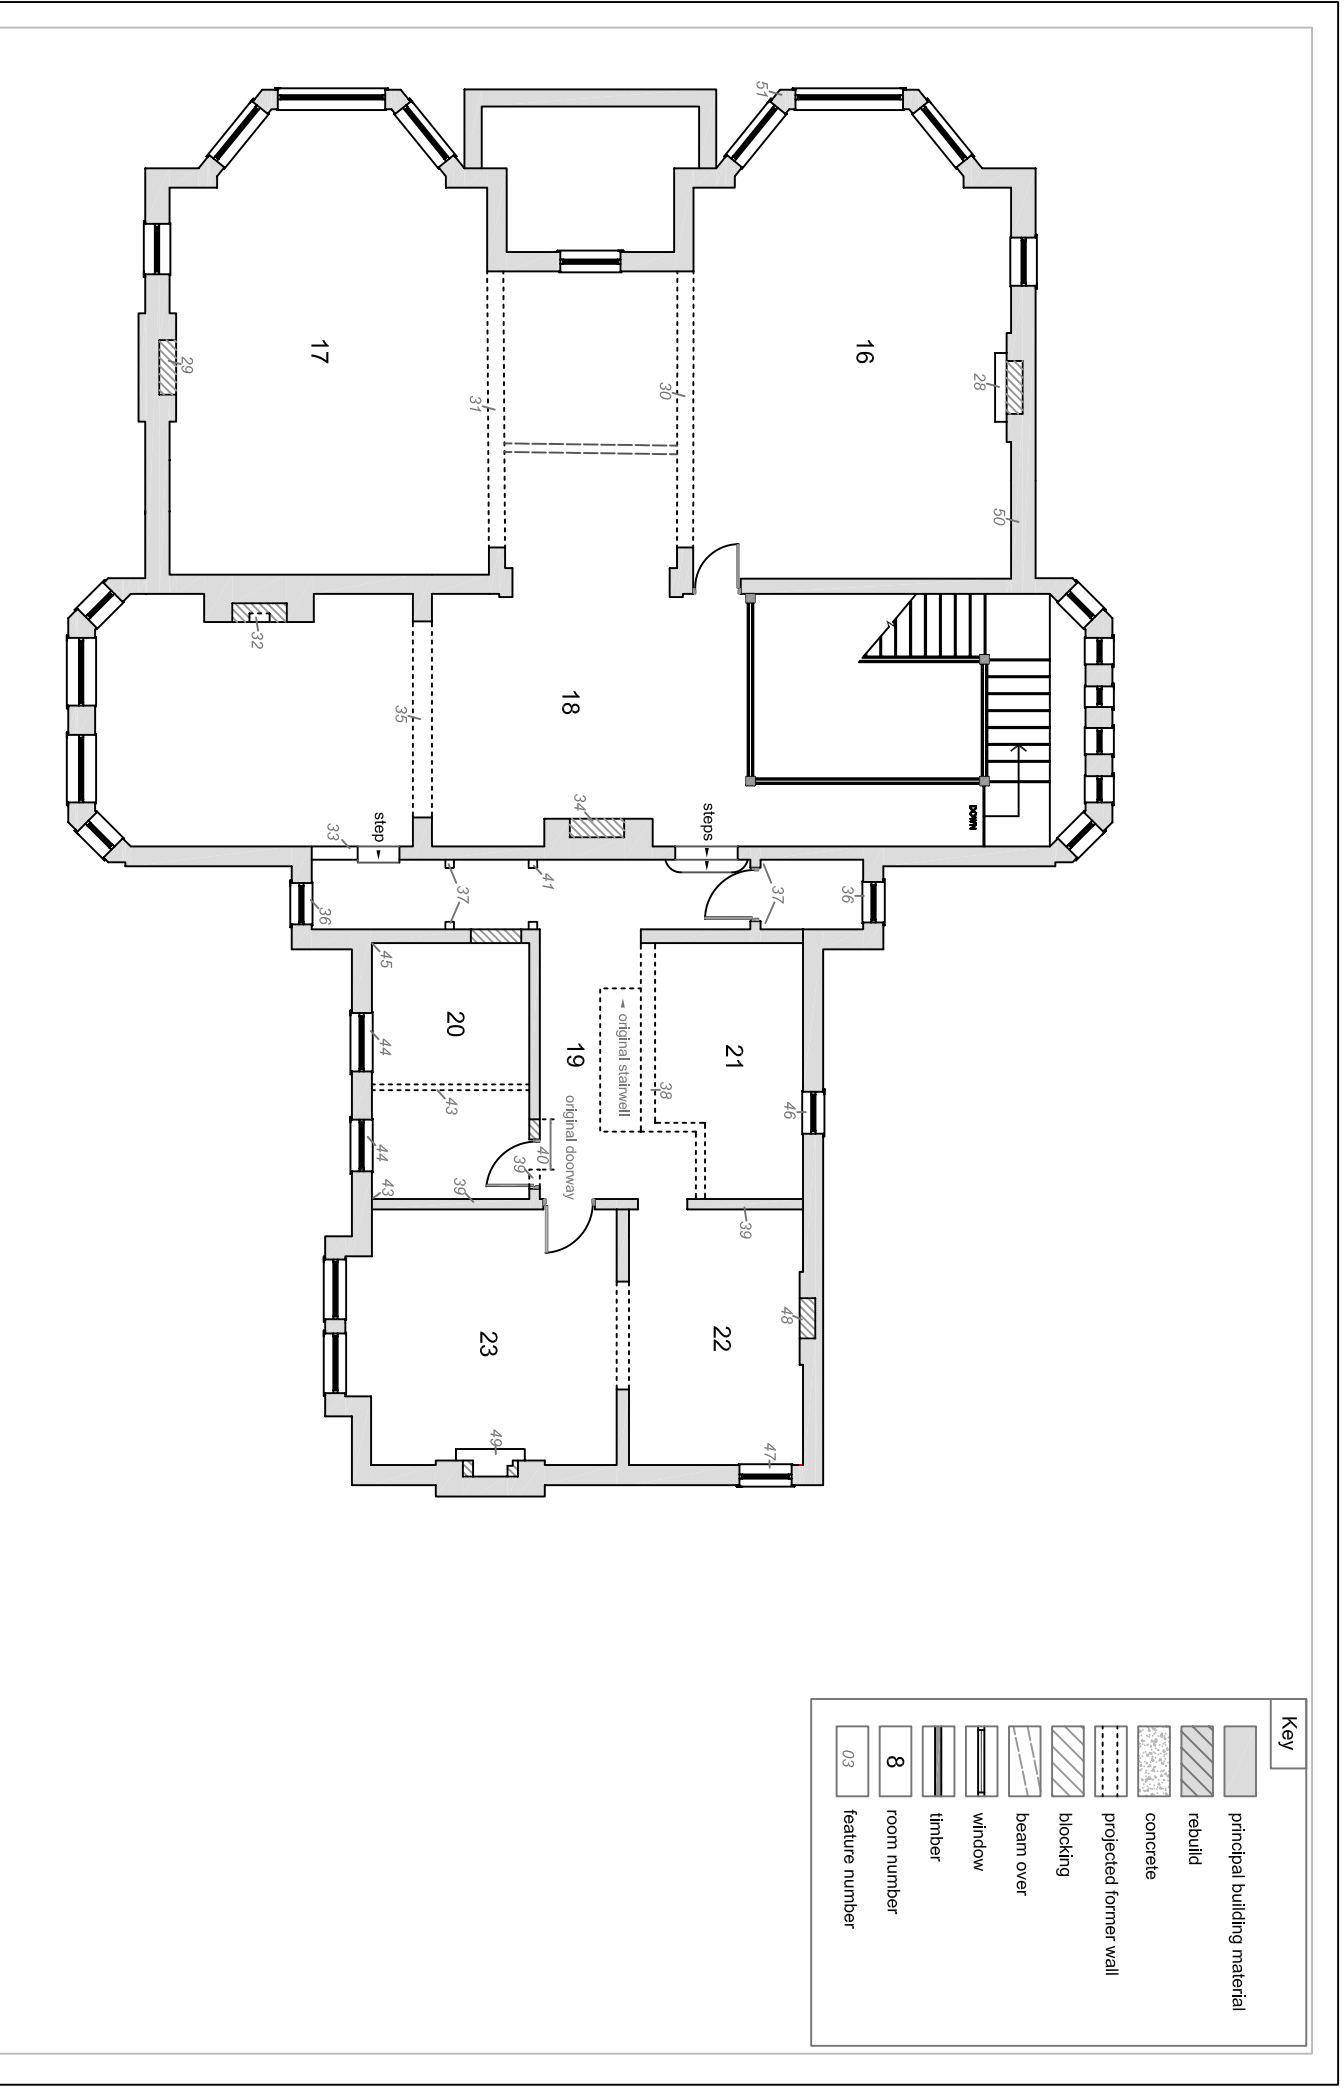 Key
principal building material
rebuild
concrete
projected former wall
blocking
beam over
window
timber
8
room number
03
feature number
51
16
28
50
30
31
17
29
32
35
18
34
33
step
steps
DOWN
36
37
41
37
36
45
20
44
43
44
43
19
original stairwell
original doorway
40
39
39
38
21
46
39
22
48
23
49
47